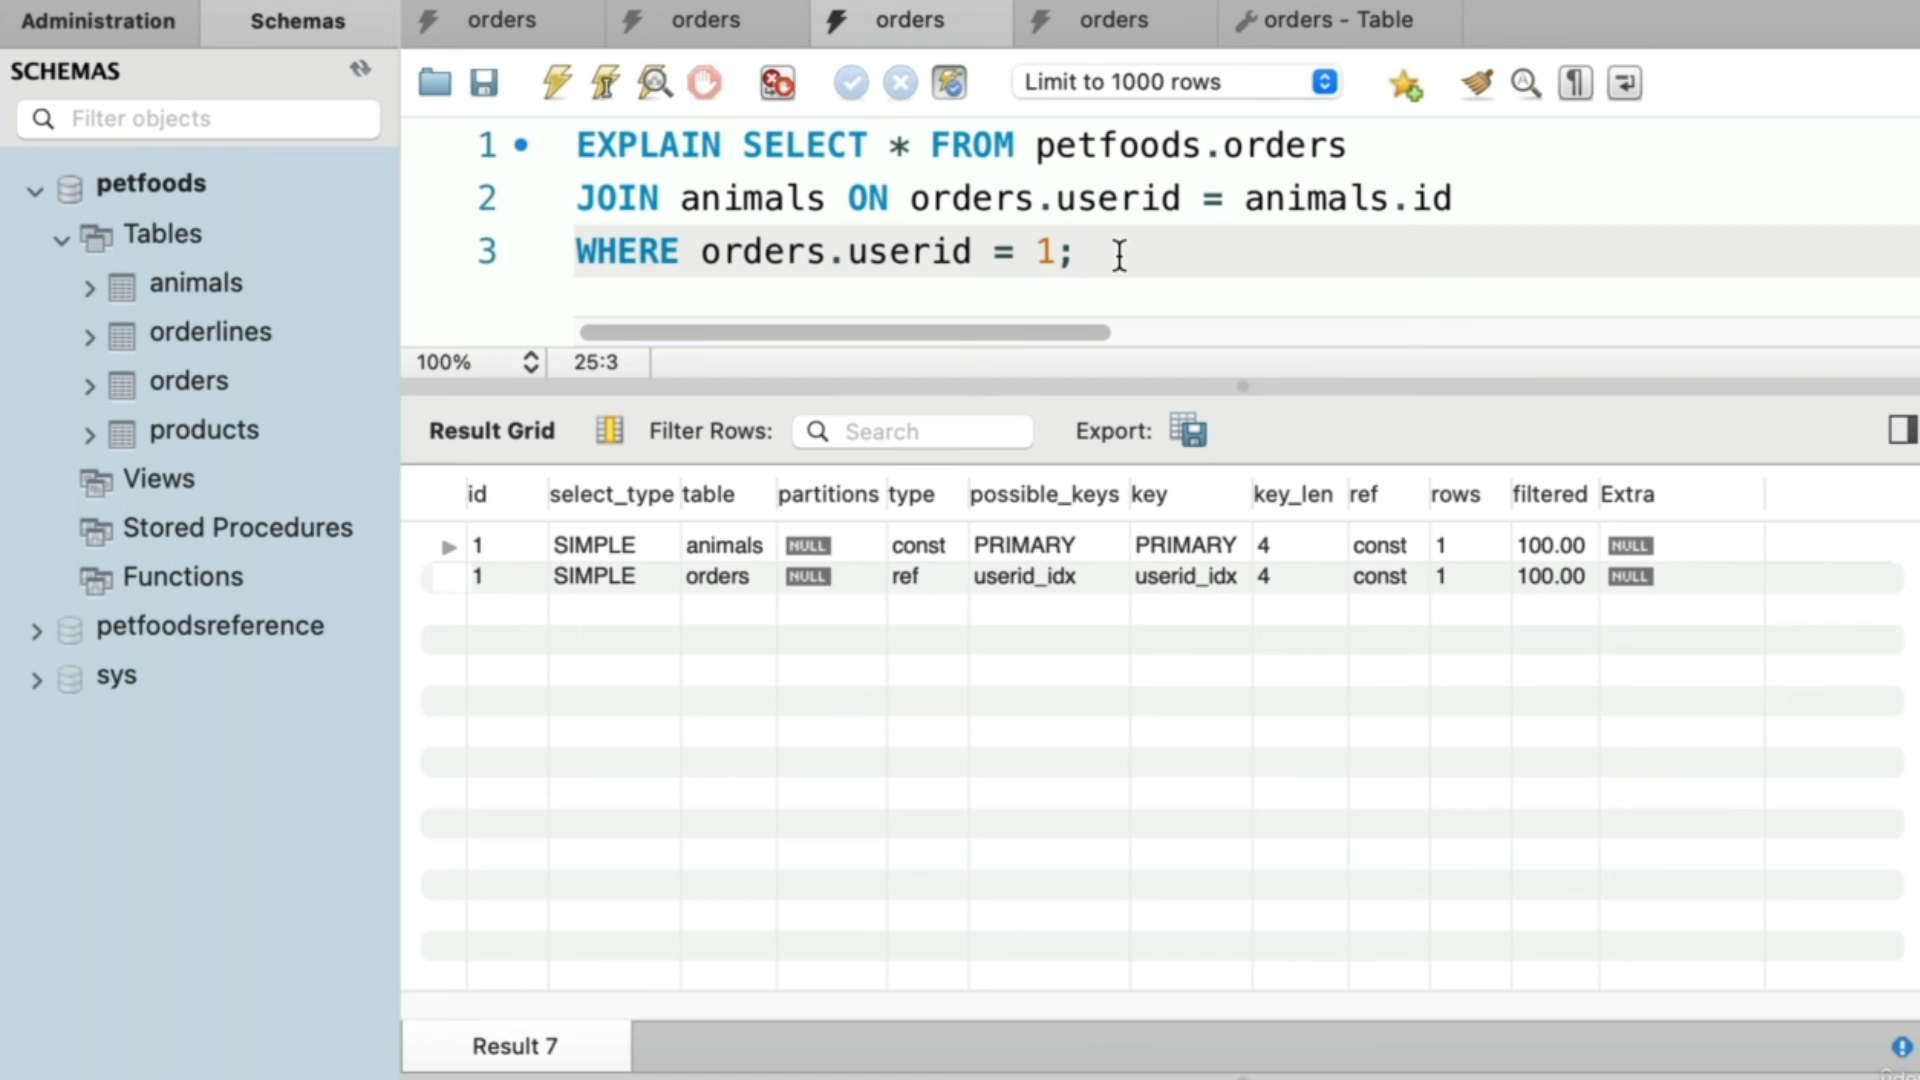 Administration Schemas orders orders orders orders orders - Table
SCHEMAS
Filter objects
petfoods
Tables
animals
orderlines
orders
products
Views
Stored Procedures
Functions
petfoodsreference
sys
Limit to 1000 rows
1 EXPLAIN SELECT * FROM petfoods.orders
2 JOIN animals ON orders.userid = animals.id
3 WHERE orders.userid = 1;
100% 25:3
Result Grid Filter Rows: Search Export:
id select_type table partitions type possible_keys key key_len ref rows filtered Extra
1 SIMPLE animals NULL const PRIMARY PRIMARY 4 const 1 100.00 NULL
1 SIMPLE orders NULL ref userid_idx userid_idx 4 const 1 100.00 NULL
Result 7